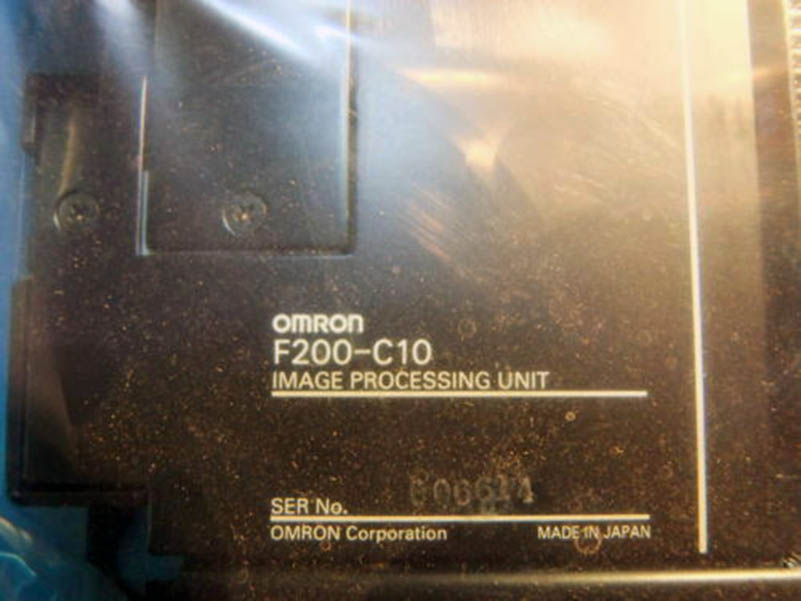 OMRON
F200-C10
IMAGE PROCESSING UNIT
SER No.
OMRON Corporation MADE IN JAPAN